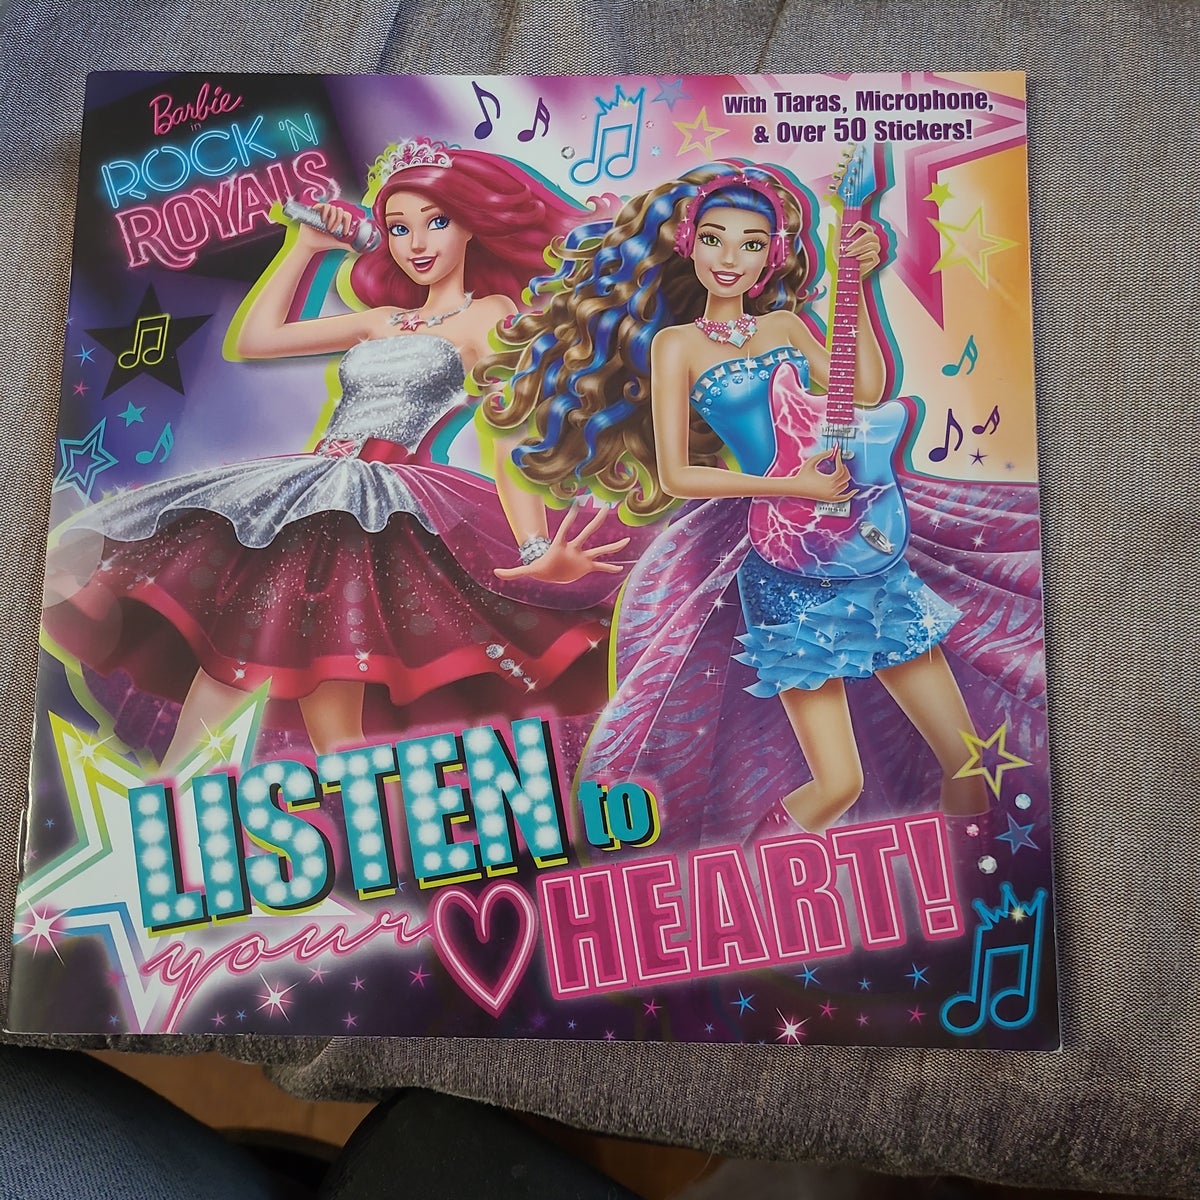 Barbie
in
ROCK 'N
ROYALS
With Tiaras, Microphone,
& Over 50 Stickers!
LISTEN to
your HEART!